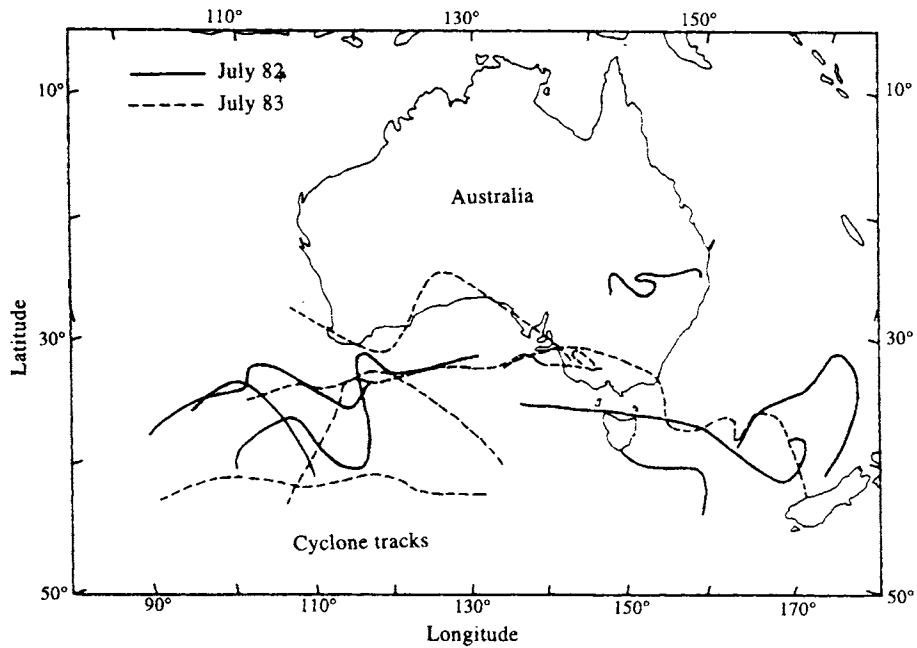 110° 130° 150°
July 82
July 83
10° 10°
Australia
Latitude
30° 30°
Cyclone tracks
50° 50°
90° 110° 130° 150° 170°
Longitude